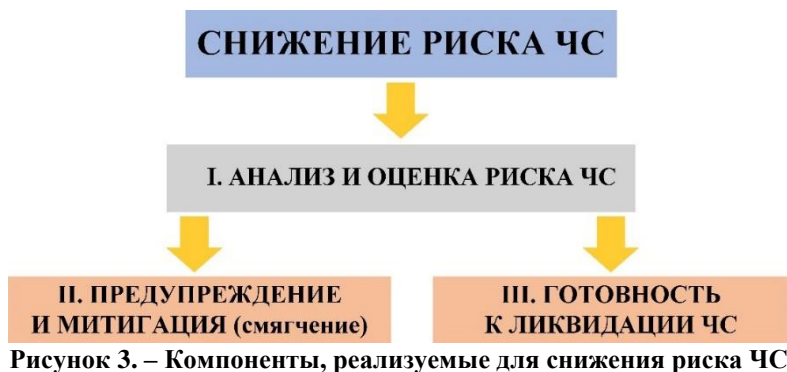 СНИЖЕНИЕ РИСКА ЧС
I. АНАЛИЗ И ОЦЕНКА РИСКА ЧС
II. ПРЕДУПРЕЖДЕНИЕ
И МИТИГАЦИЯ (смягчение)
III. ГОТОВНОСТЬ
К ЛИКВИДАЦИИ ЧС
Рисунок 3. – Компоненты, реализуемые для снижения риска ЧС